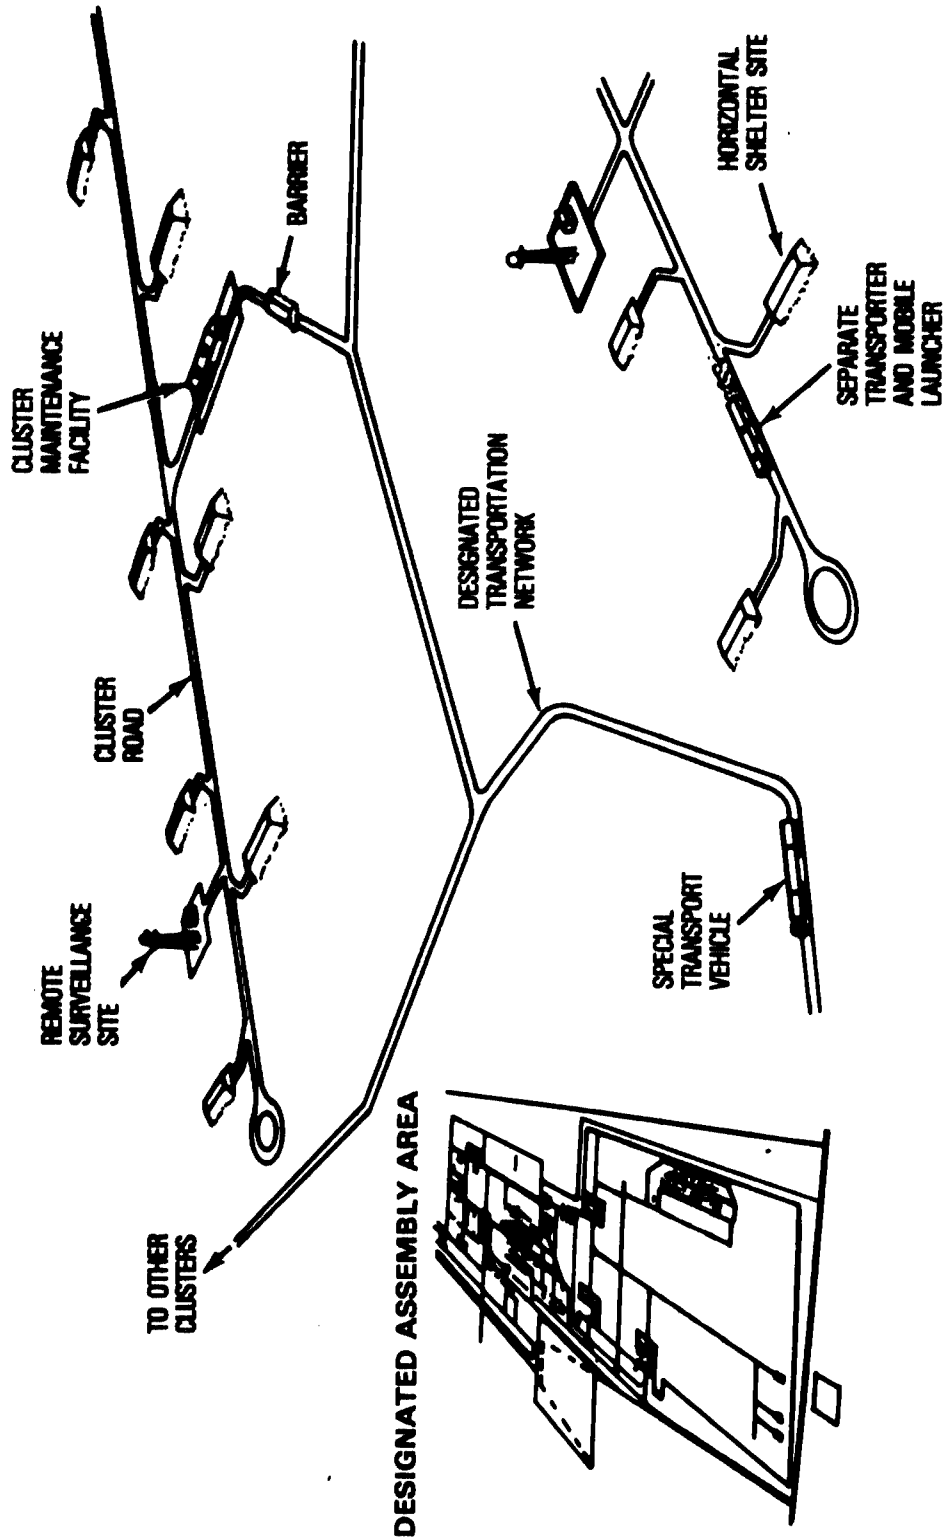 CLUSTER
MAINTENANCE
FACILITY
BARRIER
CLUSTER
ROAD
REMOTE
SURVEILLANCE
SITE
TO OTHER
CLUSTERS
DESIGNATED
TRANSPORTATION
NETWORK
HORIZONTAL
SHELTER SITE
SEPARATE
TRANSPORTER
AND MOBILE
LAUNCHER
SPECIAL
TRANSPORT
VEHICLE
DESIGNATED ASSEMBLY AREA